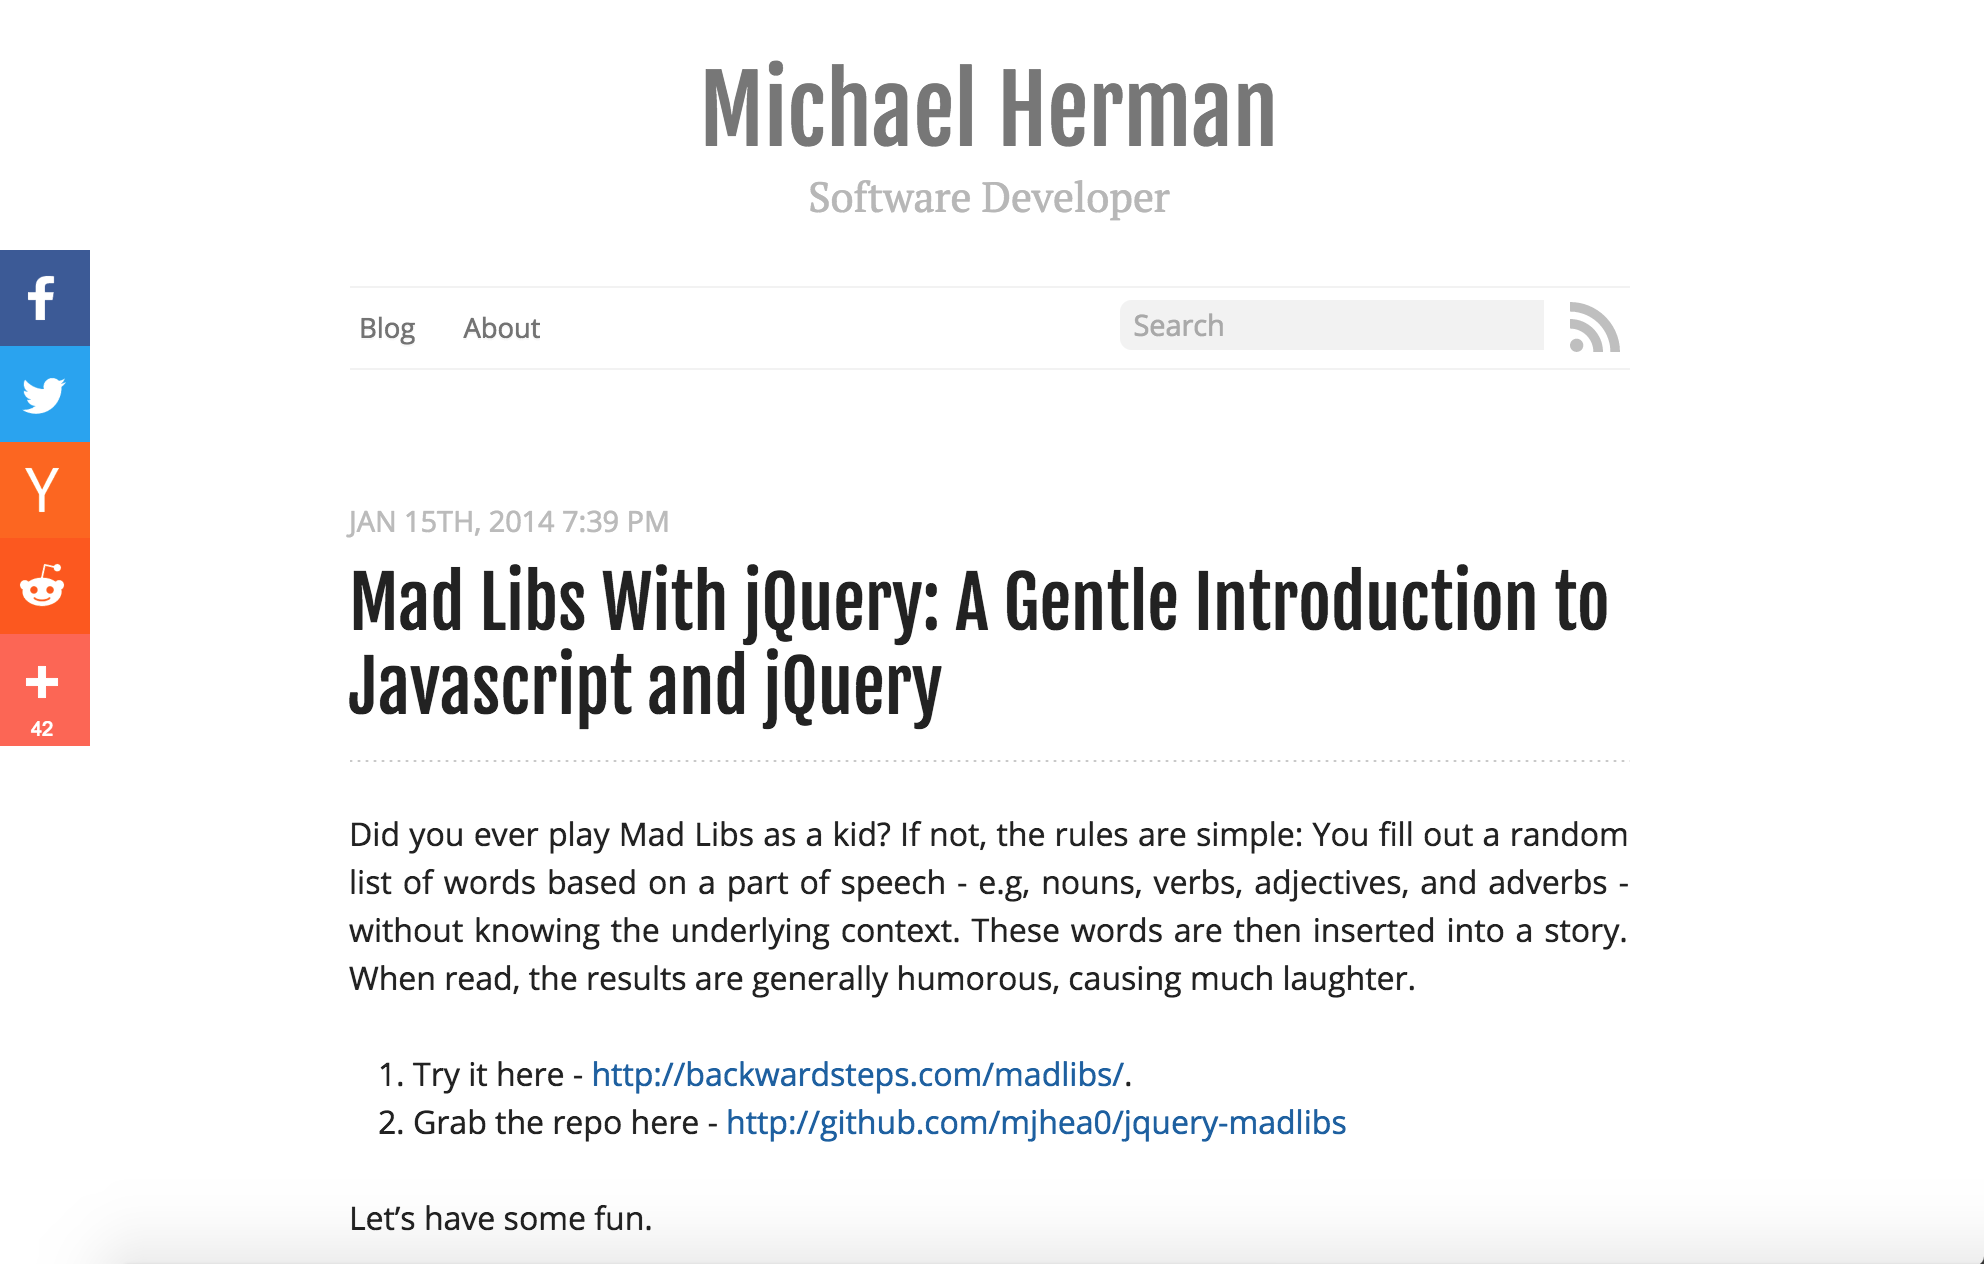 Michael Herman
Software Developer
Blog About Search
42
JAN 15TH, 2014 7:39 PM
Mad Libs With jQuery: A Gentle Introduction to
Javascript and jQuery
Did you ever play Mad Libs as a kid? If not, the rules are simple: You fill out a random
list of words based on a part of speech - e.g, nouns, verbs, adjectives, and adverbs -
without knowing the underlying context. These words are then inserted into a story.
When read, the results are generally humorous, causing much laughter.
1. Try it here - http://backwardsteps.com/madlibs/.
2. Grab the repo here - http://github.com/mjhea0/jquery-madlibs
Let’s have some fun.